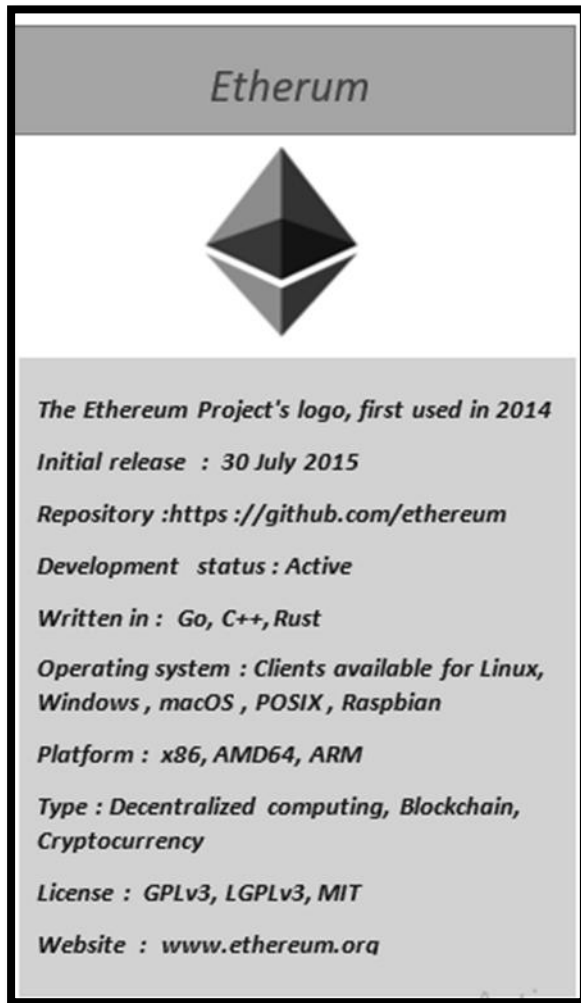 Etherum
The Ethereum Project's logo, first used in 2014
Initial release : 30 July 2015
Repository :https ://github.com/ethereum
Development status : Active
Written in : Go, C++, Rust
Operating system : Clients available for Linux,
Windows , macOS , POSIX , Raspbian
Platform : x86, AMD64, ARM
Type : Decentralized computing, Blockchain,
Cryptocurrency
License : GPLv3, LGPLv3, MIT
Website : www.ethereum.org